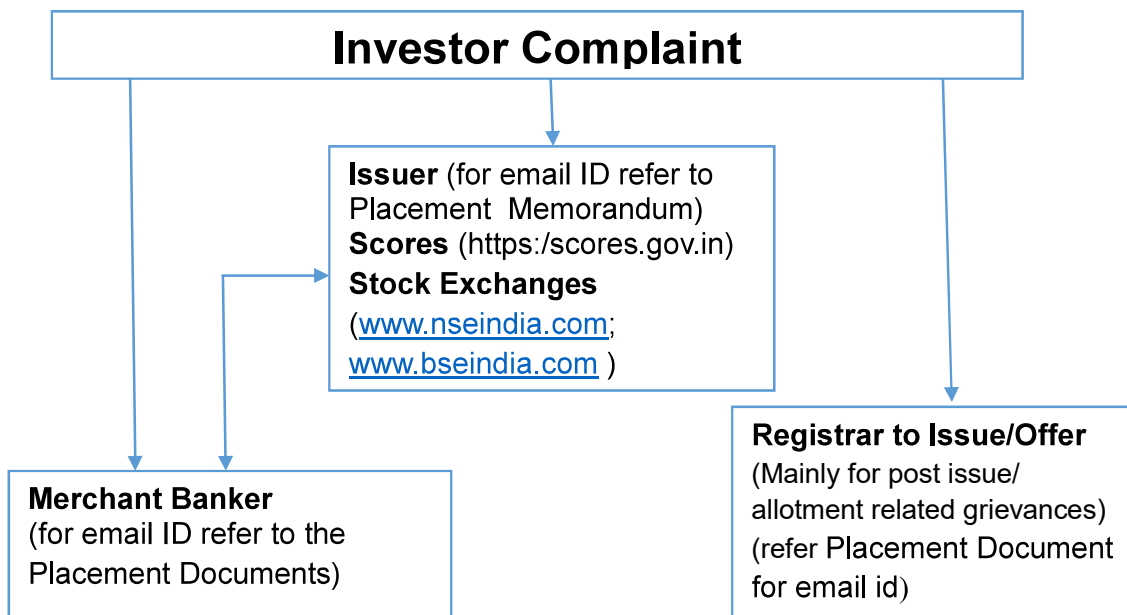 Investor Complaint
Issuer (for email ID refer to
Placement Memorandum)
Scores (https:/scores.gov.in)
Stock Exchanges
(www.nseindia.com;
www.bseindia.com )
Merchant Banker
(for email ID refer to the
Placement Documents)
Registrar to Issue/Offer
(Mainly for post issue/
allotment related grievances)
(refer Placement Document
for email id)